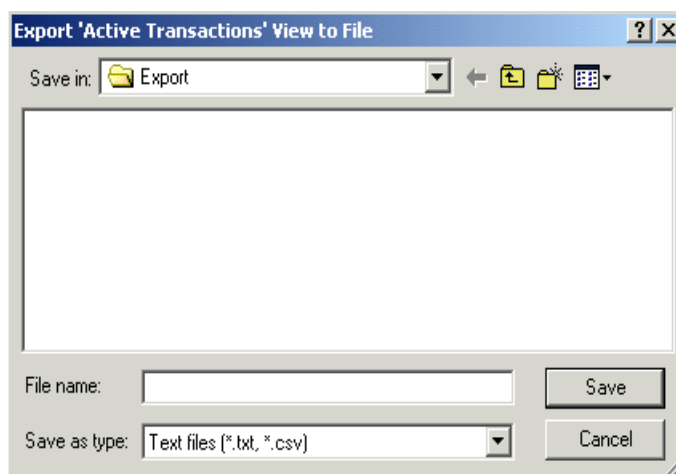 Export 'Active Transactions' View to File
Save in: Export
File name: Save
Save as type: Text files (*.txt, *.csv) Cancel